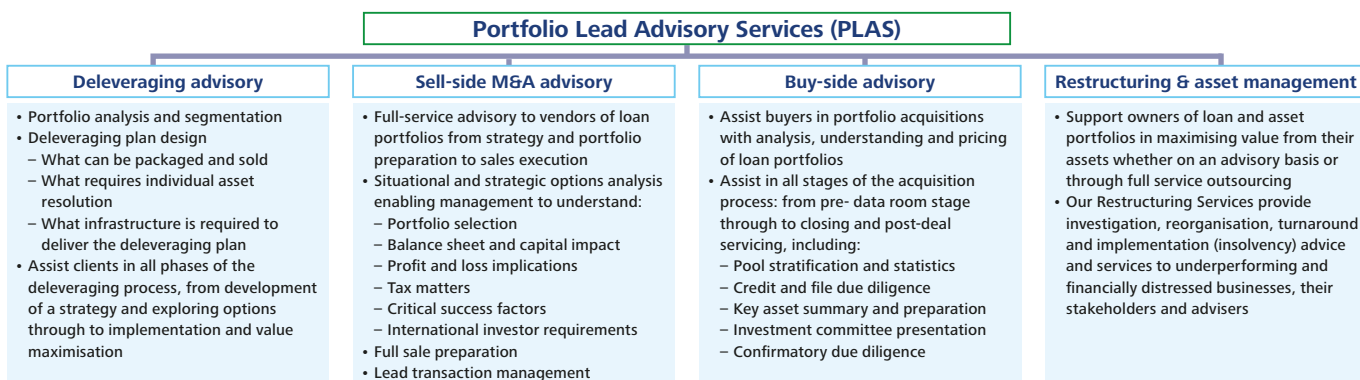 Portfolio Lead Advisory Services (PLAS)
Deleveraging advisory
• Portfolio analysis and segmentation
• Deleveraging plan design
– What can be packaged and sold
– What requires individual asset
resolution
– What infrastructure is required to
deliver the deleveraging plan
• Assist clients in all phases of the
deleveraging process, from development
of a strategy and exploring options
through to implementation and value
maximisation
Sell-side M&A advisory
• Full-service advisory to vendors of loan
portfolios from strategy and portfolio
preparation to sales execution
• Situational and strategic options analysis
enabling management to understand:
– Portfolio selection
– Balance sheet and capital impact
– Profit and loss implications
– Tax matters
– Critical success factors
– International investor requirements
• Full sale preparation
• Lead transaction management
Buy-side advisory
• Assist buyers in portfolio acquisitions
with analysis, understanding and pricing
of loan portfolios
• Assist in all stages of the acquisition
process: from pre- data room stage
through to closing and post-deal
servicing, including:
– Pool stratification and statistics
– Credit and file due diligence
– Key asset summary and preparation
– Investment committee presentation
– Confirmatory due diligence
Restructuring & asset management
• Support owners of loan and asset
portfolios in maximising value from their
assets whether on an advisory basis or
through full service outsourcing
• Our Restructuring Services provide
investigation, reorganisation, turnaround
and implementation (insolvency) advice
and services to underperforming and
financially distressed businesses, their
stakeholders and advisers